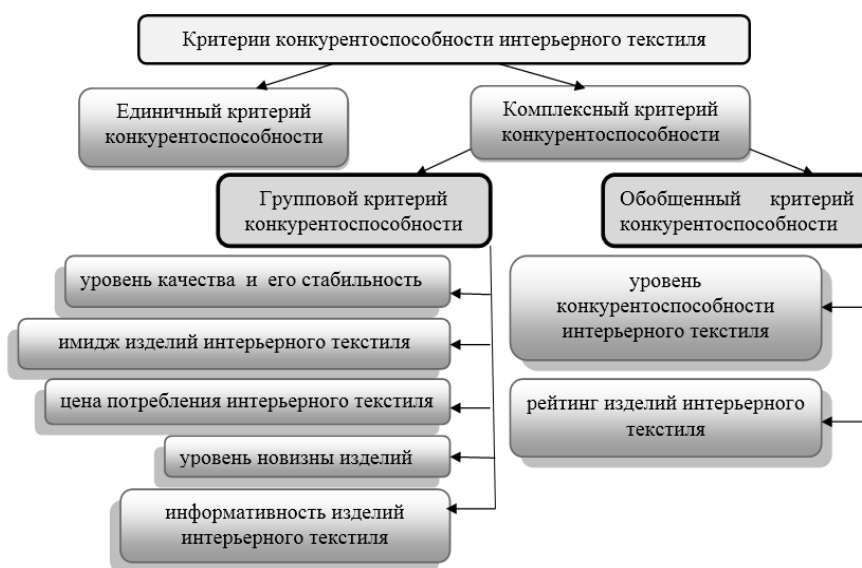 Критерии конкурентоспособности интерьерного текстиля
Единичный критерий
конкурентоспособности
Комплексный критерий
конкурентоспособности
Групповой критерий
конкурентоспособности
Обобщенный критерий
конкурентоспособности
уровень качества и его стабильность
имидж изделий интерьерного текстиля
цена потребления интерьерного текстиля
уровень новизны изделий
информативность изделий
интерьерного текстиля
уровень
конкурентоспособности
интерьерного текстиля
рейтинг изделий интерьерного
текстиля